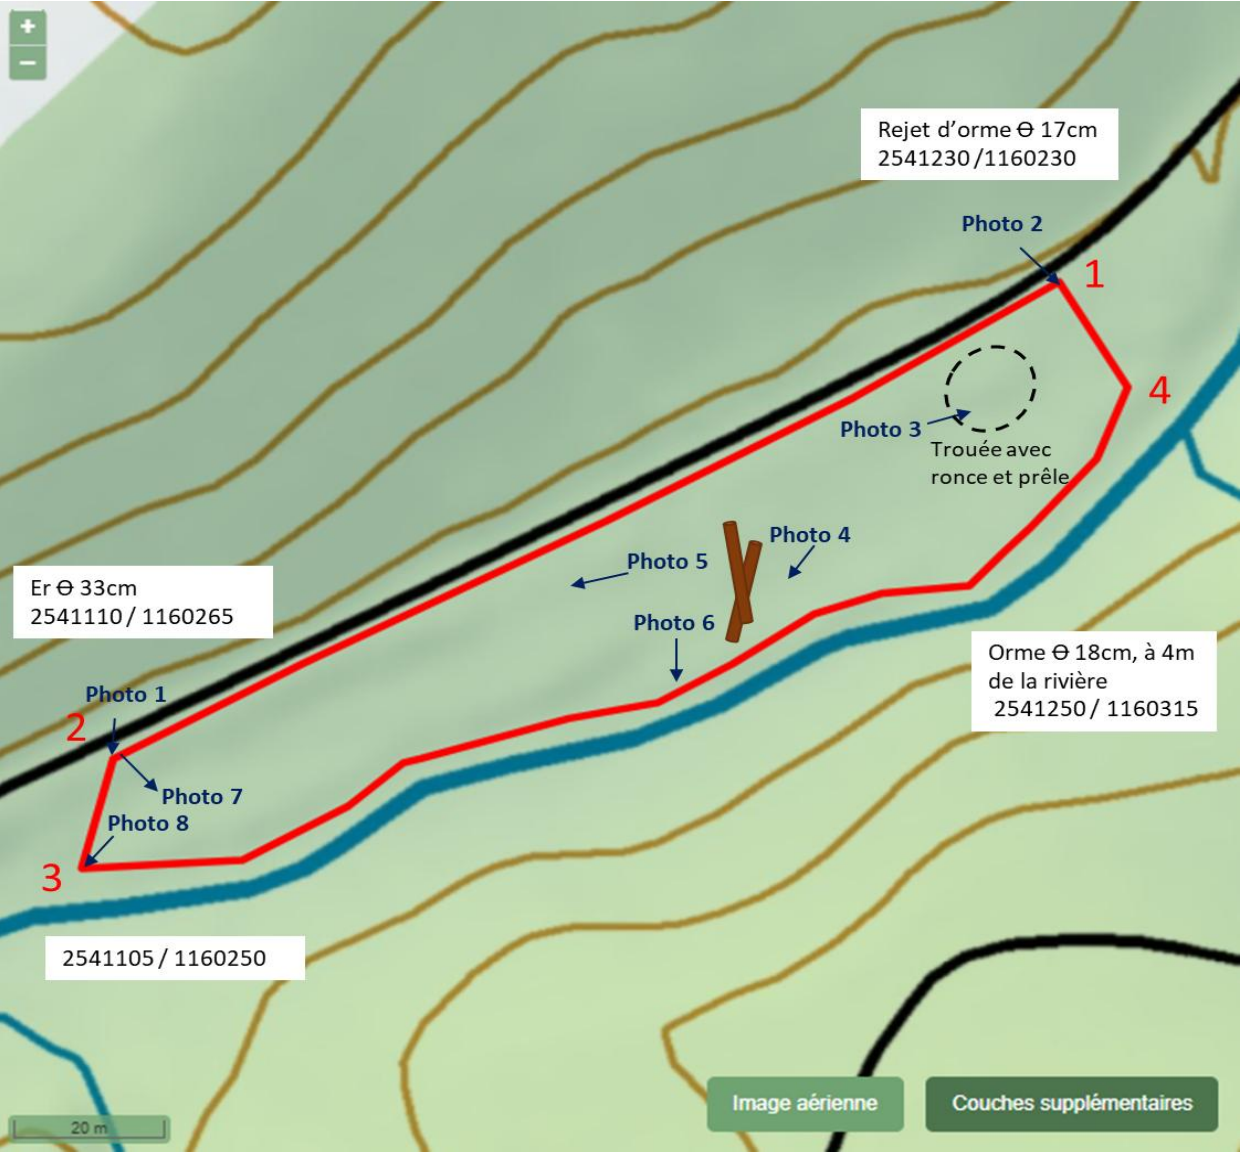 +
−
Rejet d’orme Ɵ 17cm
2541230 /1160230
Photo 2
1
4
Photo 3
Trouée avec
ronce et prêle
Photo 4
Photo 5
Er Ɵ 33cm
2541110 / 1160265
Photo 6
Orme Ɵ 18cm, à 4m
de la rivière
2541250 / 1160315
Photo 1
2
Photo 7
Photo 8
3
2541105 / 1160250
Image aérienne
Couches supplémentaires
20 m